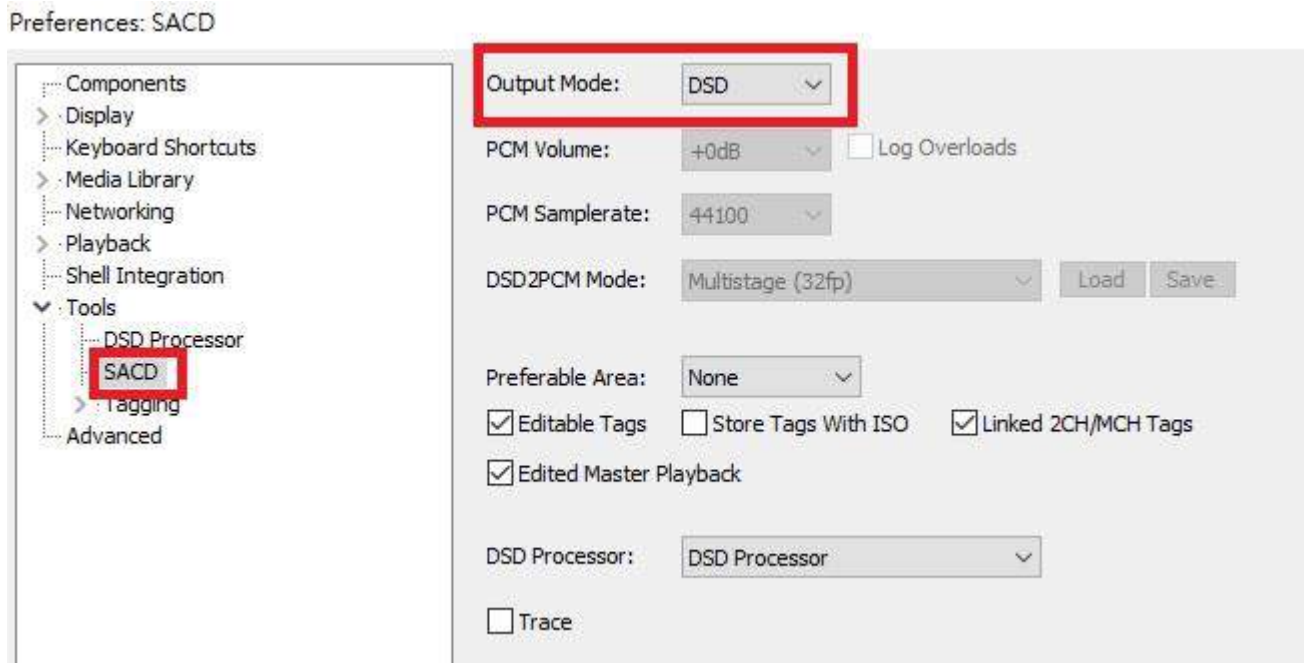 Preferences: SACD
Components
Display
Keyboard Shortcuts
Media Library
Networking
Playback
Shell Integration
Tools
DSD Processor
SACD
Tagging
Advanced
Output Mode: DSD
PCM Volume: +0dB Log Overloads
PCM Samplerate: 44100
DSD2PCM Mode: Multistage (32fp) Load Save
Preferable Area: None
Editable Tags Store Tags With ISO Linked 2CH/MCH Tags
Edited Master Playback
DSD Processor: DSD Processor
Trace